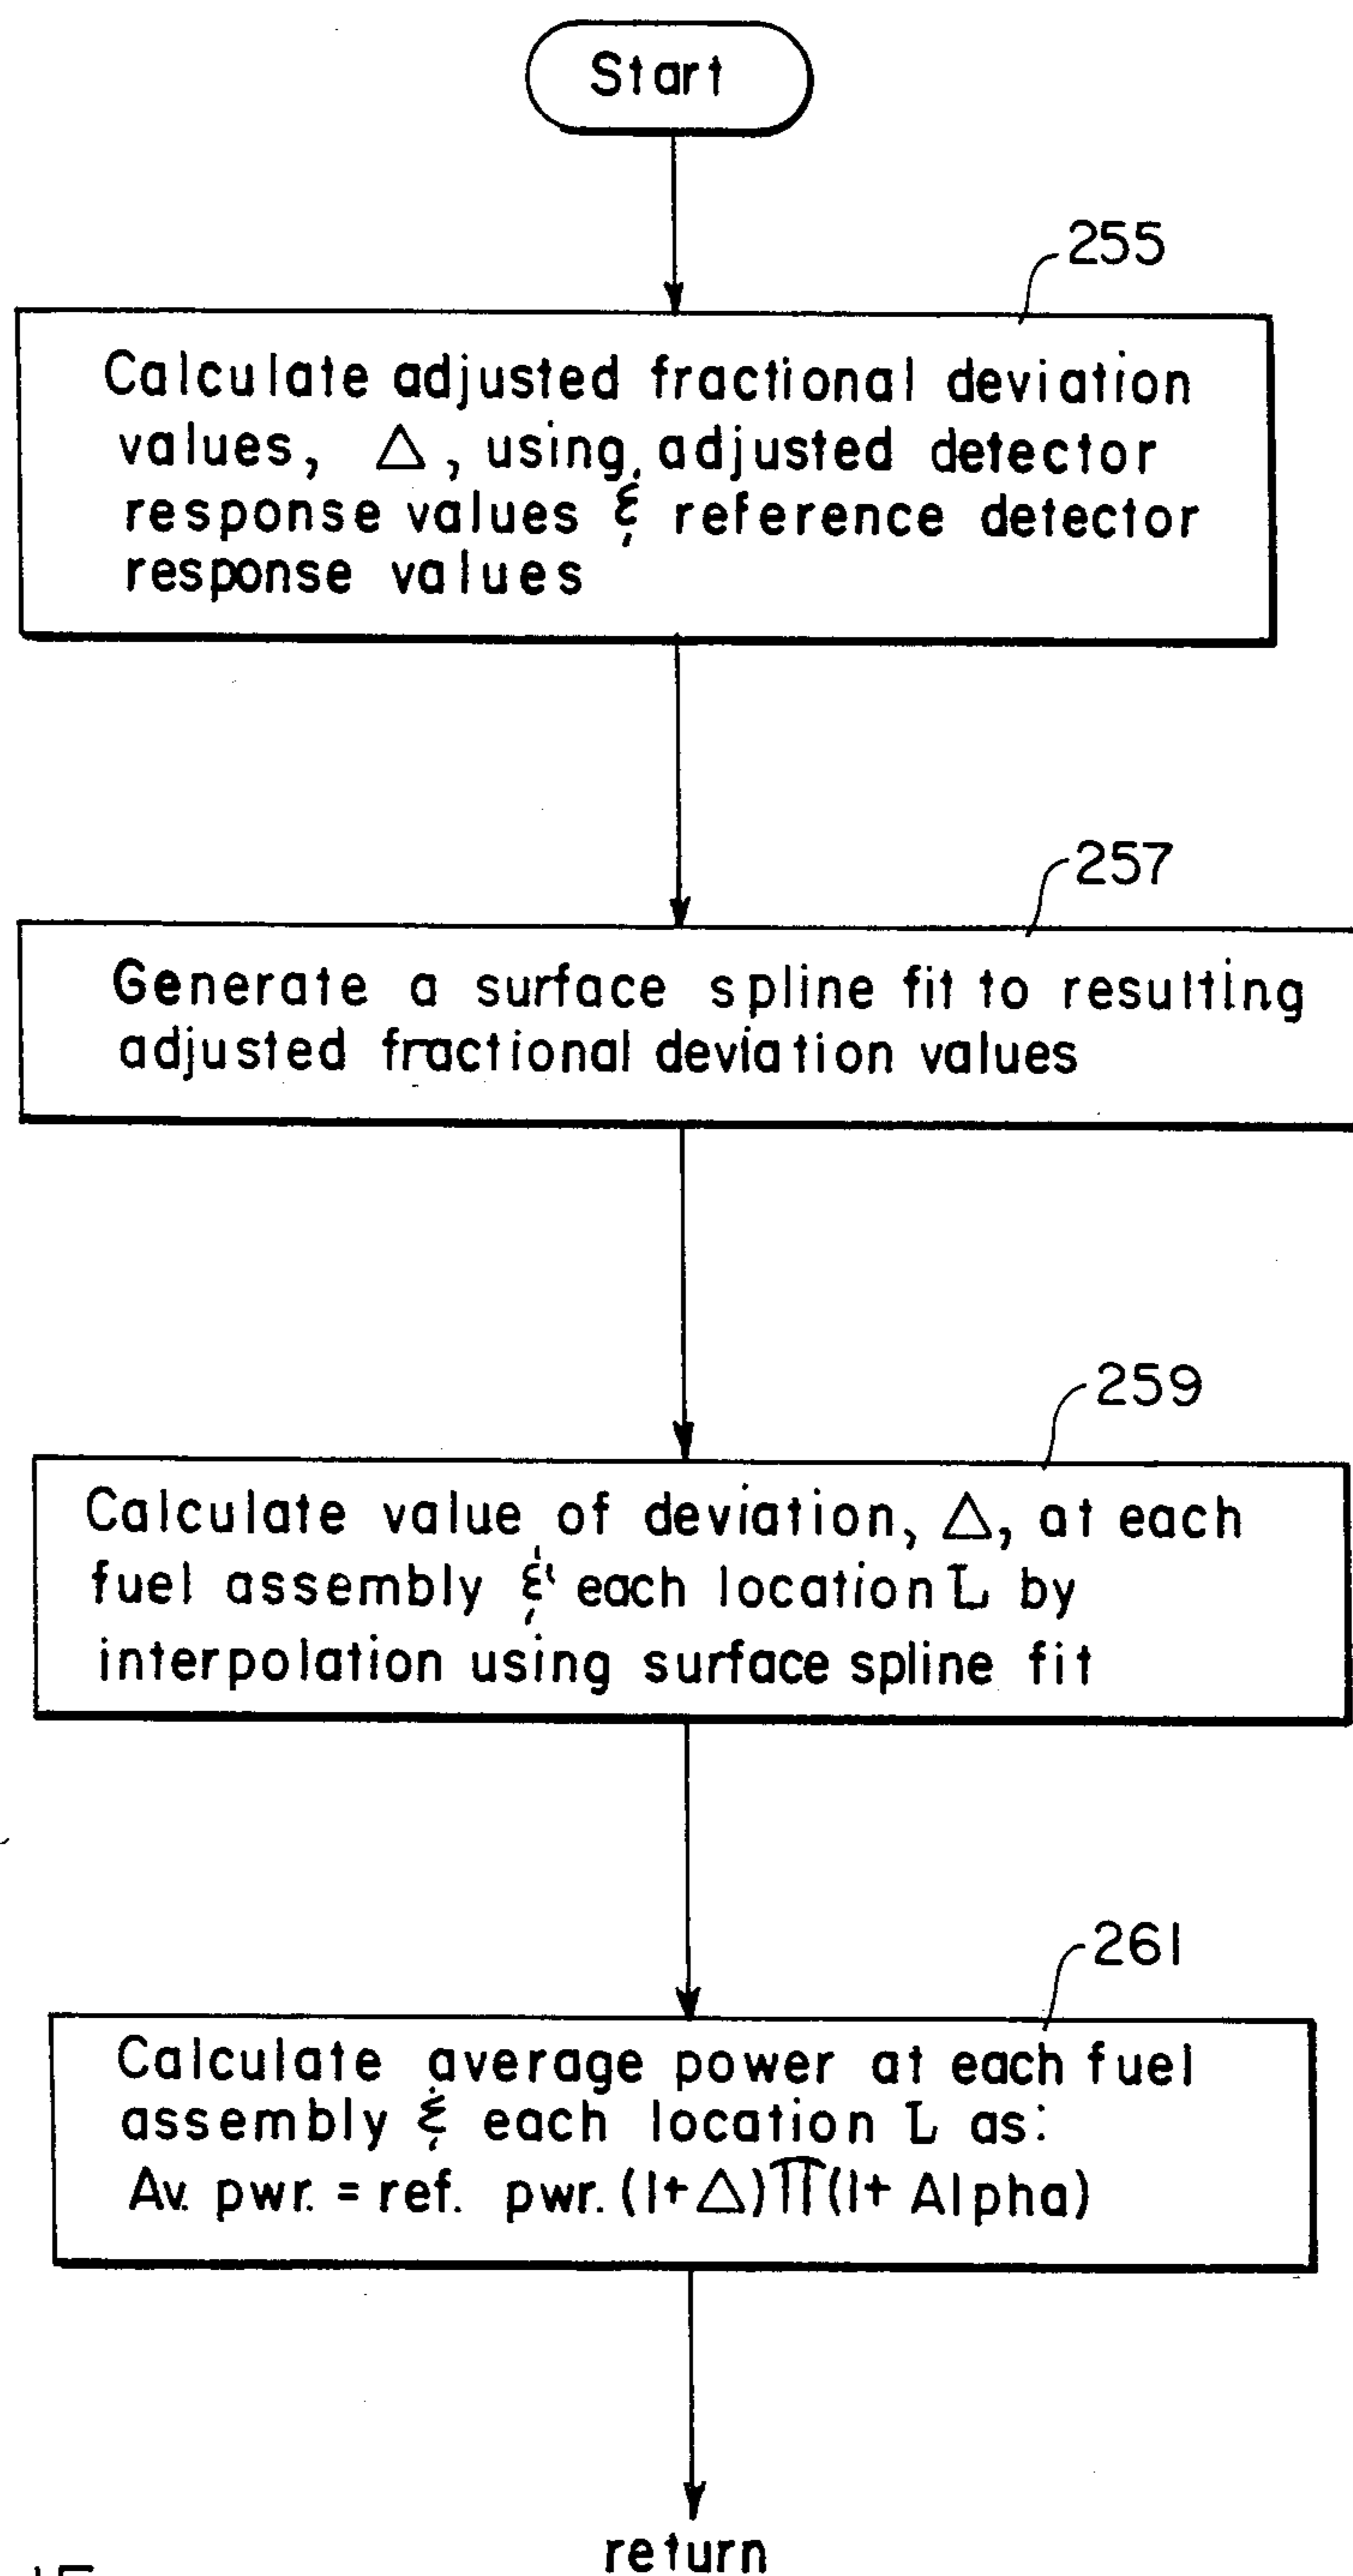 Start
255
Calculate adjusted fractional deviation
values, △, using adjusted detector
response values & reference detector
response values
257
Generate a surface spline fit to resulting
adjusted fractional deviation values
259
Calculate value of deviation, △, at each
fuel assembly & each location L by
interpolation using surface spline fit
261
Calculate average power at each fuel
assembly & each location L as:
Av. pwr. = ref. pwr. (1+△)∏(1+ Alpha)
return